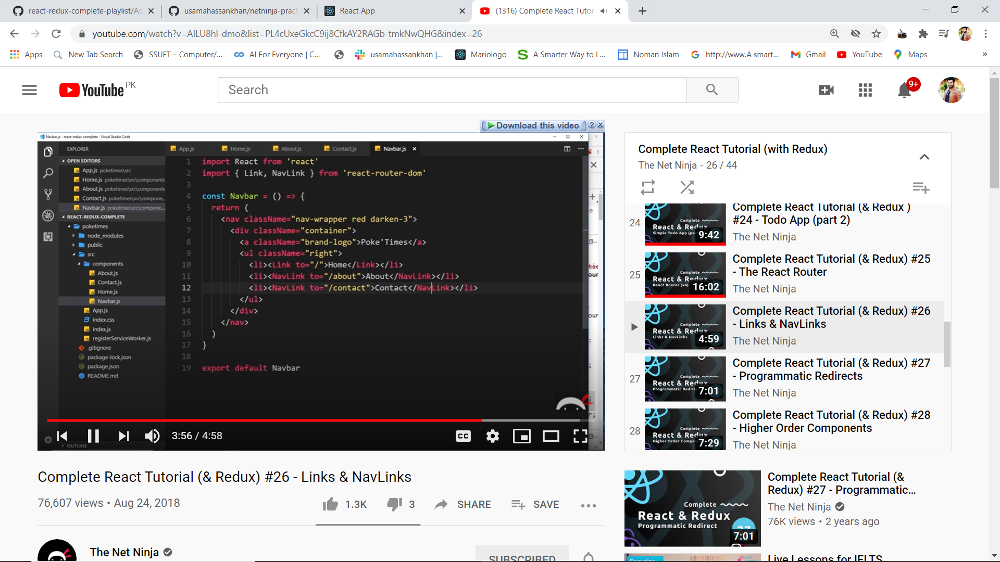 react-redux-complete-playlist/Ad
usamahassankhan/netninja-pract
React App
(1316) Complete React Tutor
youtube.com/watch?v=AILU8hl-dmo&list=PL4cUxeGkcC9ij8CfkAY2RAGb-tmkNwQHG&index=26
Apps
New Tab Search
SSUET – Computer/...
AI For Everyone | C...
usamahassankhan |...
Mariologo
A Smarter Way to L...
Noman Islam
http://www.A smart...
Gmail
YouTube
Maps
»
YouTube PK
Search
9+
Download this video
Navbar.js - react-redux-complete - Visual Studio Code
EXPLORER
OPEN EDITORS
App.js poketimes\src
Home.js poketimes\src\components
About.js poketimes\src\components
Contact.js poketimes\src\compone...
Navbar.js poketimes\src\compone...
REACT-REDUX-COMPLETE
poketimes
node_modules
public
src
components
About.js
Contact.js
Home.js
Navbar.js
App.js
index.css
index.js
registerServiceWorker.js
.gitignore
package-lock.json
package.json
README.md
OUTLINE
App.js
Home.js
About.js
Contact.js
Navbar.js
1 import React from 'react'
2 import { Link, NavLink } from 'react-router-dom'
3
4 const Navbar = () => {
5 return (
6 <nav className="nav-wrapper red darken-3">
7 <div className="container">
8 <a className="brand-logo">Poke'Times</a>
9 <ul className="right">
10 <li><Link to="/">Home</Link></li>
11 <li><NavLink to="/about">About</NavLink></li>
12 <li><NavLink to="/contact">Contact</NavLink></li>
13 </ul>
14 </div>
15 </nav>
16 )
17 }
18
19 export default Navbar
3:56 / 4:58
CC
Complete React Tutorial (with Redux)
The Net Ninja - 26 / 44
24
Complete React Tutorial (& Redux )
#24 - Todo App (part 2)
The Net Ninja
Complete
React & Redux
9:42
25
Complete React Tutorial (& Redux) #25
- The React Router
The Net Ninja
Complete
React & Redux
React Router (v4)
16:02
Complete React Tutorial (& Redux) #26
- Links & NavLinks
The Net Ninja
Complete
React & Redux
Links & NavLinks
4:59
27
Complete React Tutorial (& Redux) #27
- Programmatic Redirects
The Net Ninja
Complete
React & Redux
7:01
28
Complete React Tutorial (& Redux) #28
- Higher Order Components
The Net Ninja
Complete
React & Redux
7:29
Complete React Tutorial (& Redux) #26 - Links & NavLinks
76,607 views • Aug 24, 2018
1.3K
3
SHARE
SAVE
The Net Ninja
SUBSCRIBED
Complete
React & Redux
Programmatic Redirect
27
7:01
Complete React Tutorial (&
Redux) #27 - Programmatic...
The Net Ninja
76K views • 2 years ago
Live Lessons for IELTS